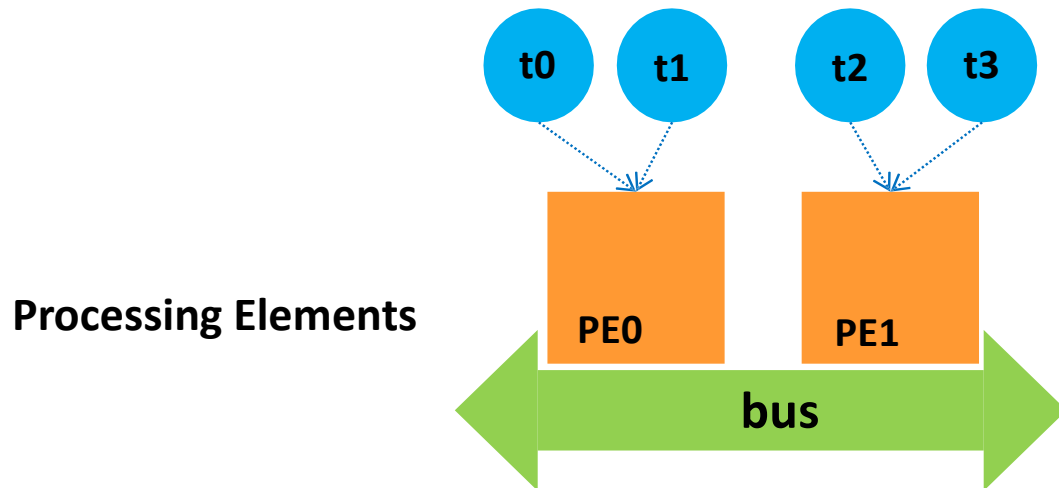 t0
t1
t2
t3
Processing Elements
PE0
PE1
bus